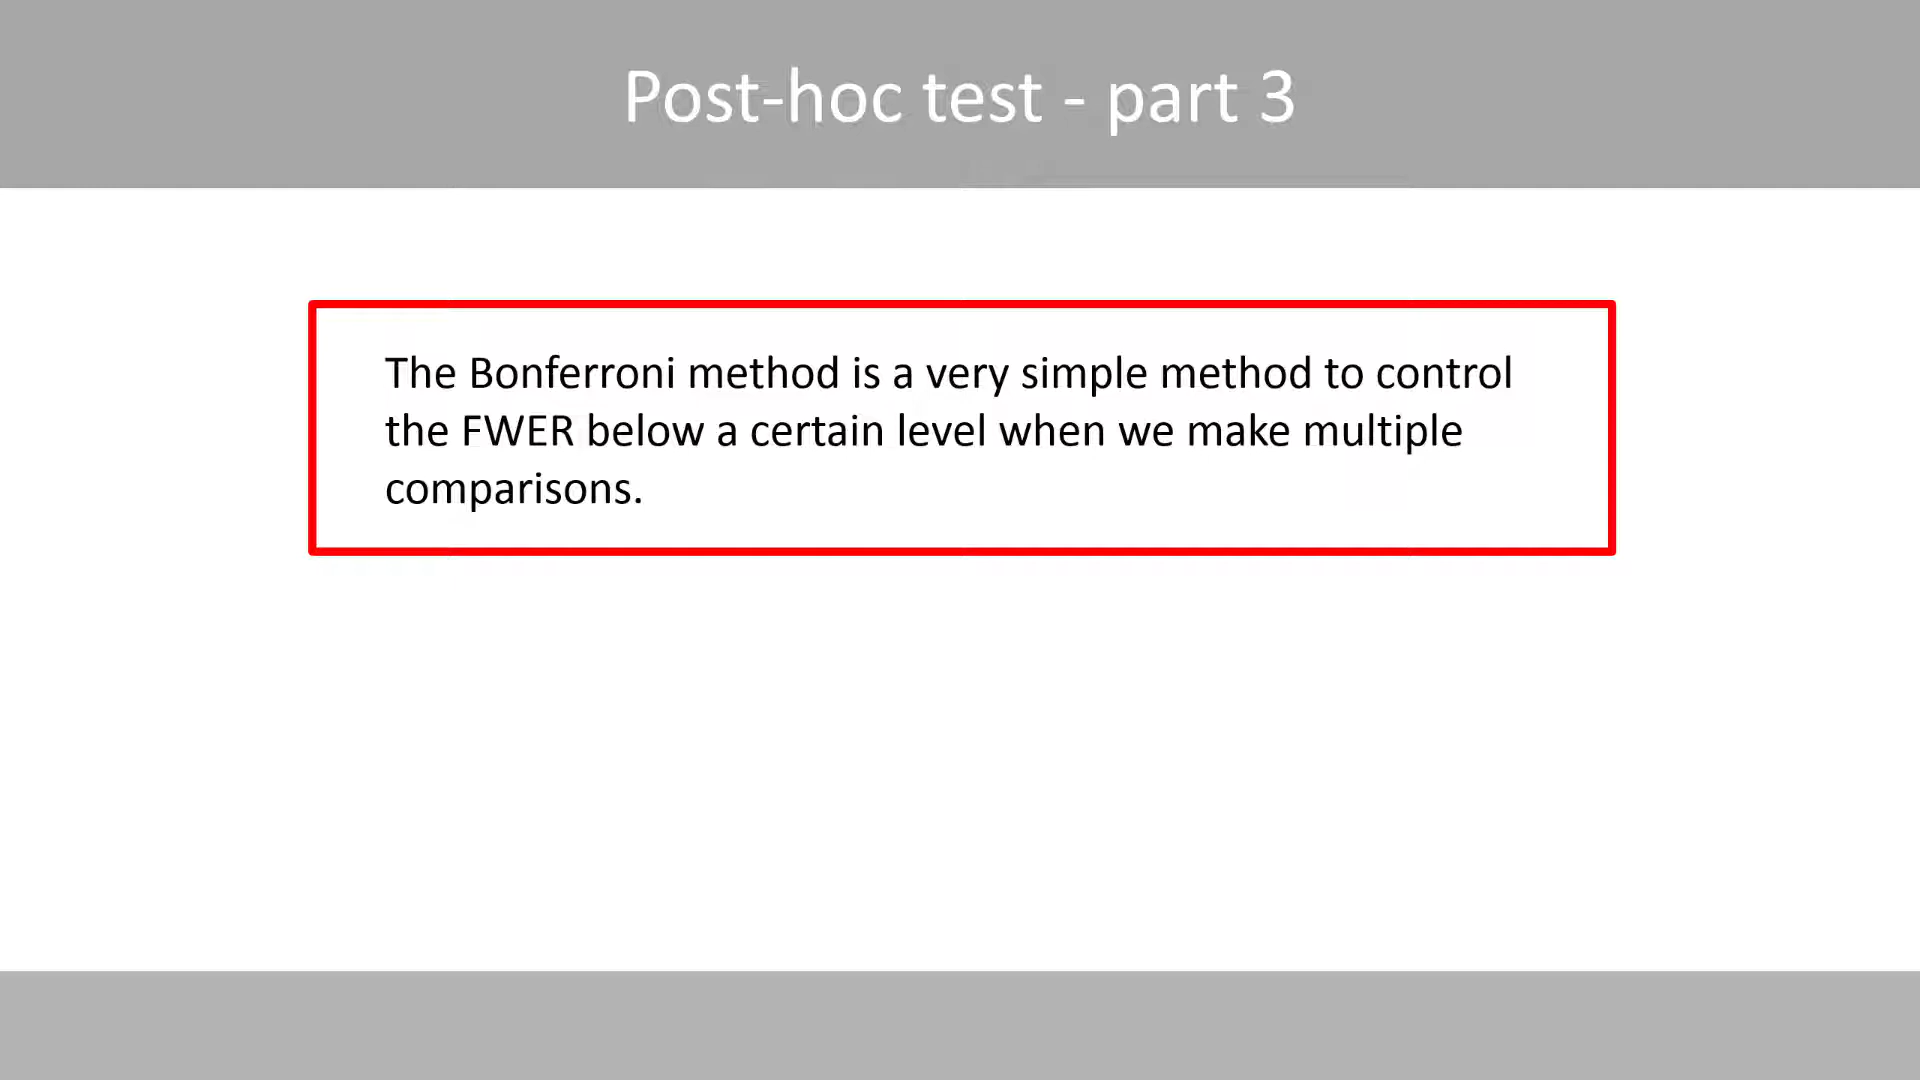 Post-hoc test - part 3
The Bonferroni method is a very simple method to control
the FWER below a certain level when we make multiple
comparisons.